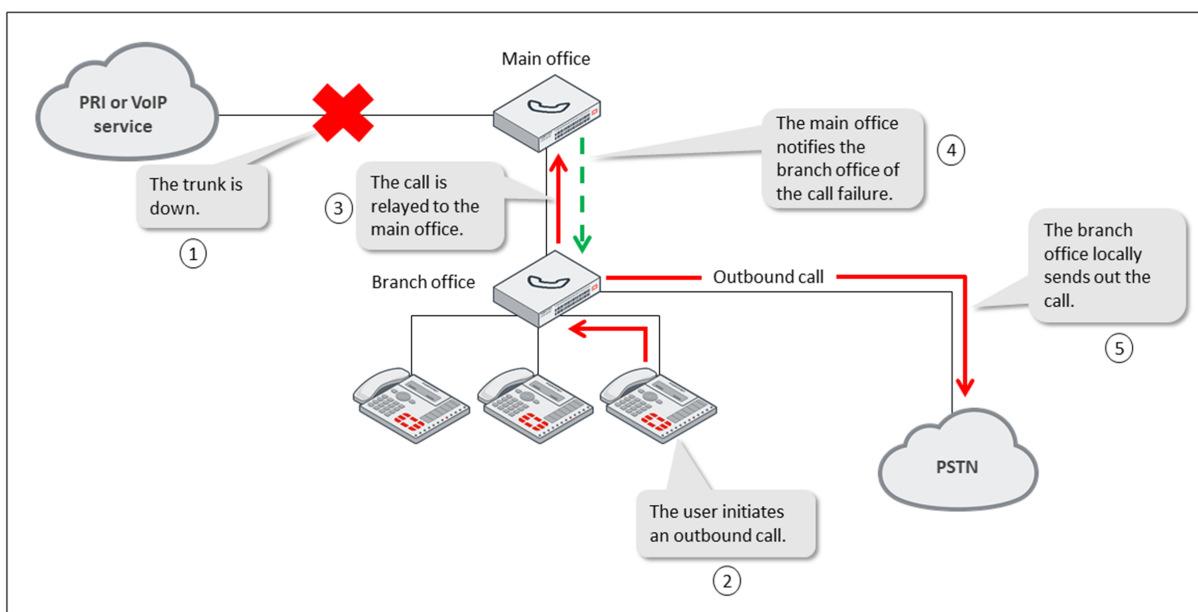 Main office
PRI or VoIP
service
The trunk is
down.
1
The call is
relayed to the
main office.
3
The main office
notifies the
branch office of
the call failure.
4
Branch office
Outbound call
The branch
office locally
sends out the
call.
5
PSTN
The user initiates
an outbound call.
2